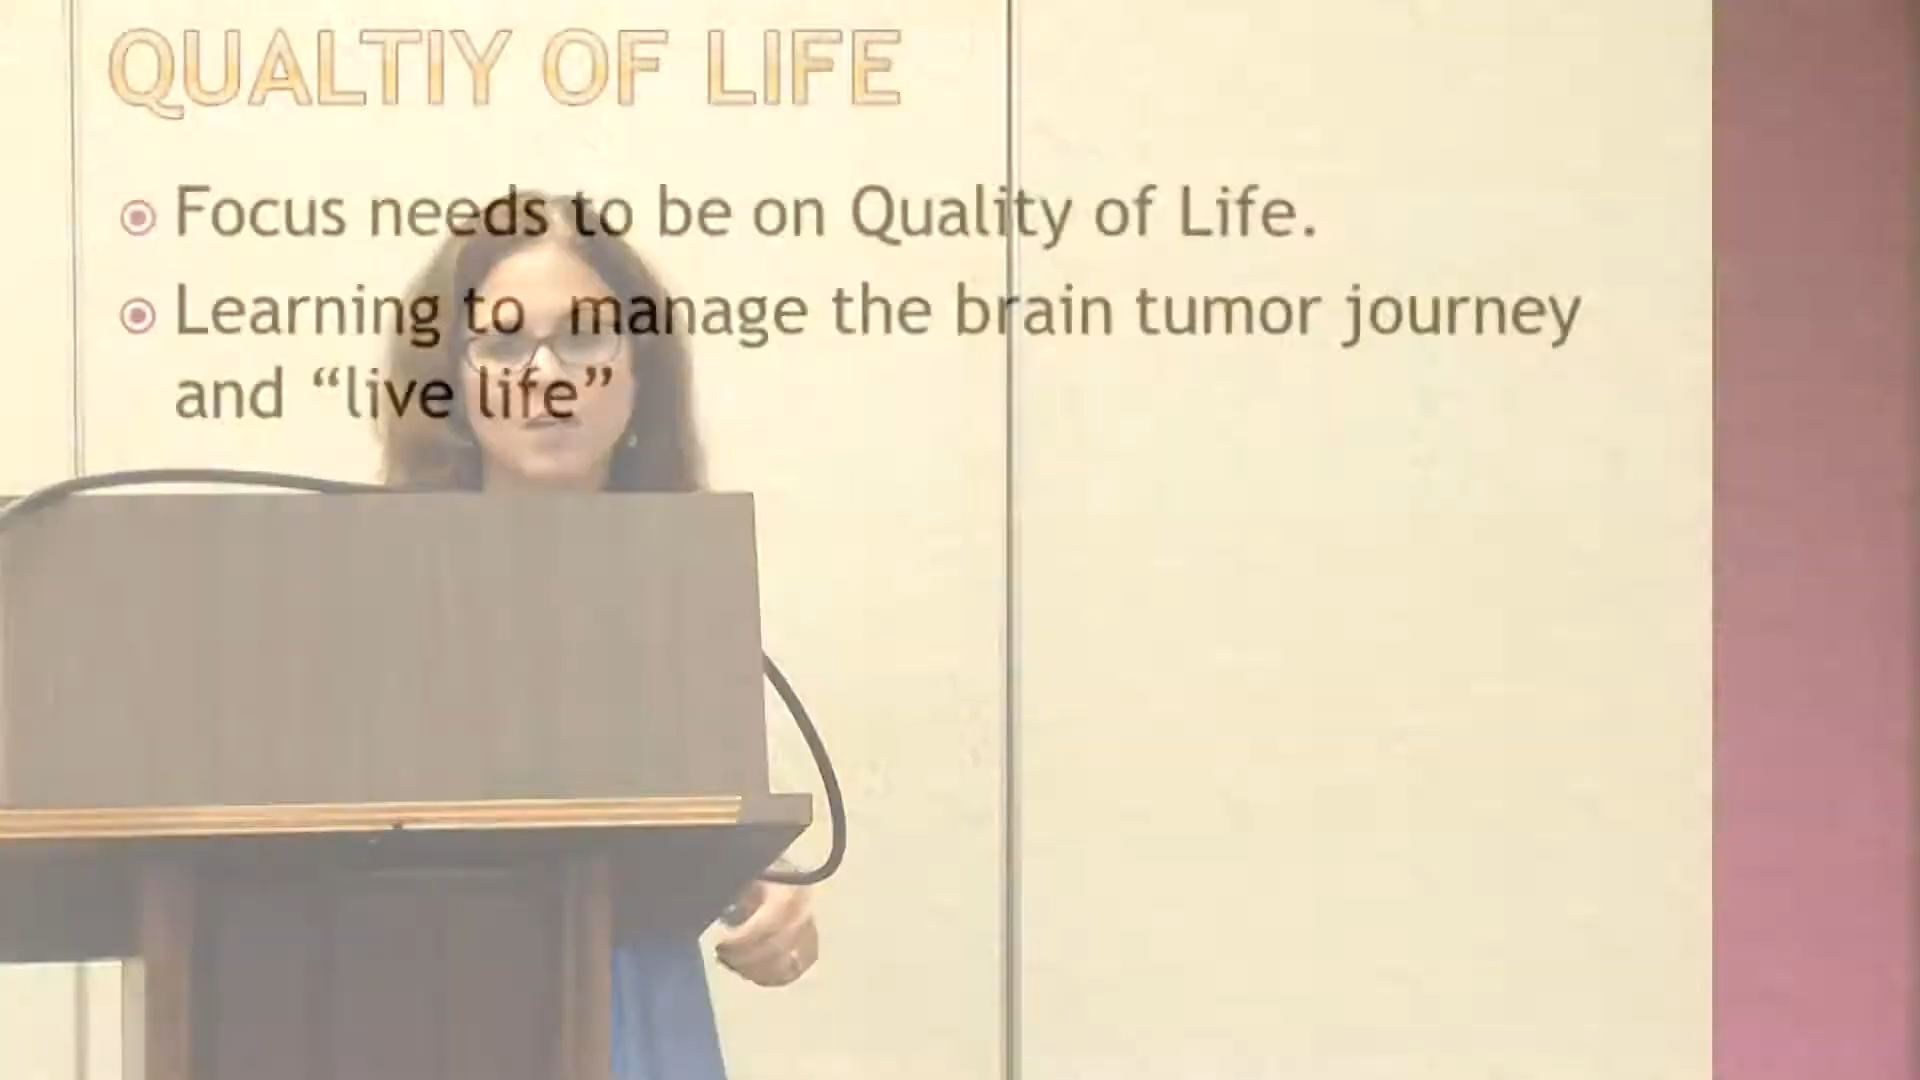 QUALTIY OF LIFE
Focus needs to be on Quality of Life.
Learning to manage the brain tumor journey
and “live life”